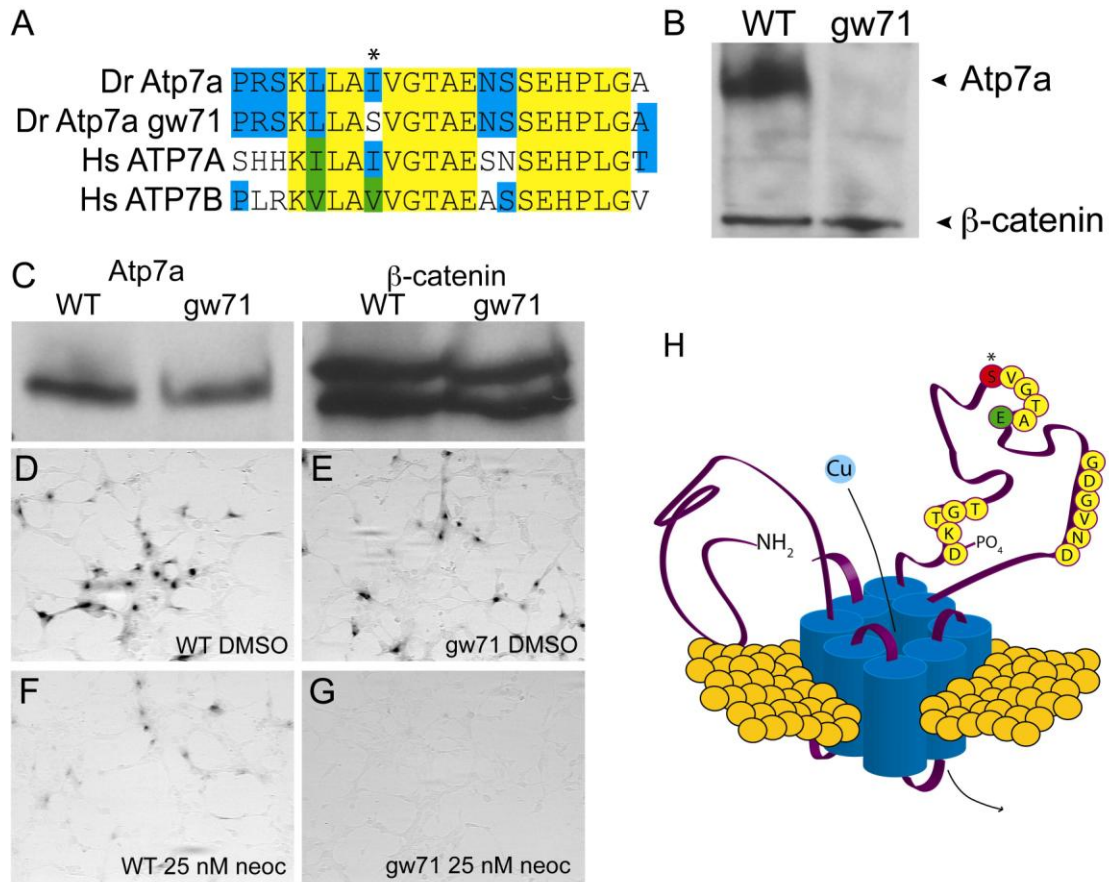 A
*
Dr Atp7a PRSKLLAIVGTAENSSEHPLGA
Dr Atp7a gw71 PRSKLLASVGTAENSSEHPLGA
Hs ATP7A SHHKILAIVGTAESNSEHPLGT
Hs ATP7B PLRKVLAVVGTAEASSEHPLGV
B
WT gw71
Atp7a
β-catenin
C
Atp7a β-catenin
WT gw71 WT gw71
D
WT DMSO
E
gw71 DMSO
F
WT 25 nM neoc
G
gw71 25 nM neoc
H
*
S V G T A E
Cu
G D G V N D
T G T K D
PO4
NH2